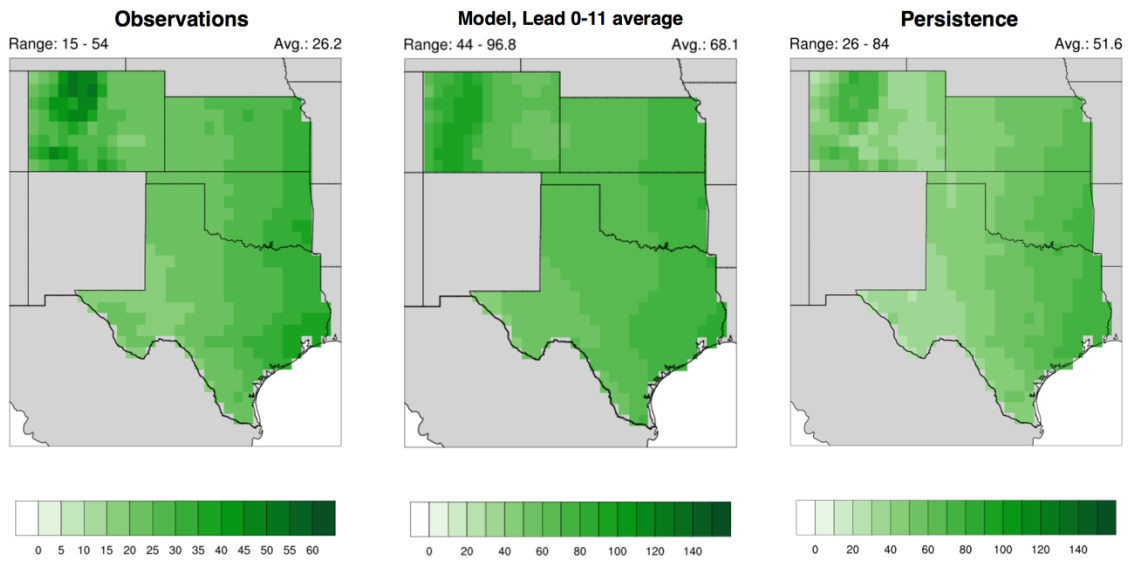 Observations
Range: 15 - 54 Avg.: 26.2
0 5 10 15 20 25 30 35 40 45 50 55 60
Model, Lead 0-11 average
Range: 44 - 96.8 Avg.: 68.1
0 20 40 60 80 100 120 140
Persistence
Range: 26 - 84 Avg.: 51.6
0 20 40 60 80 100 120 140